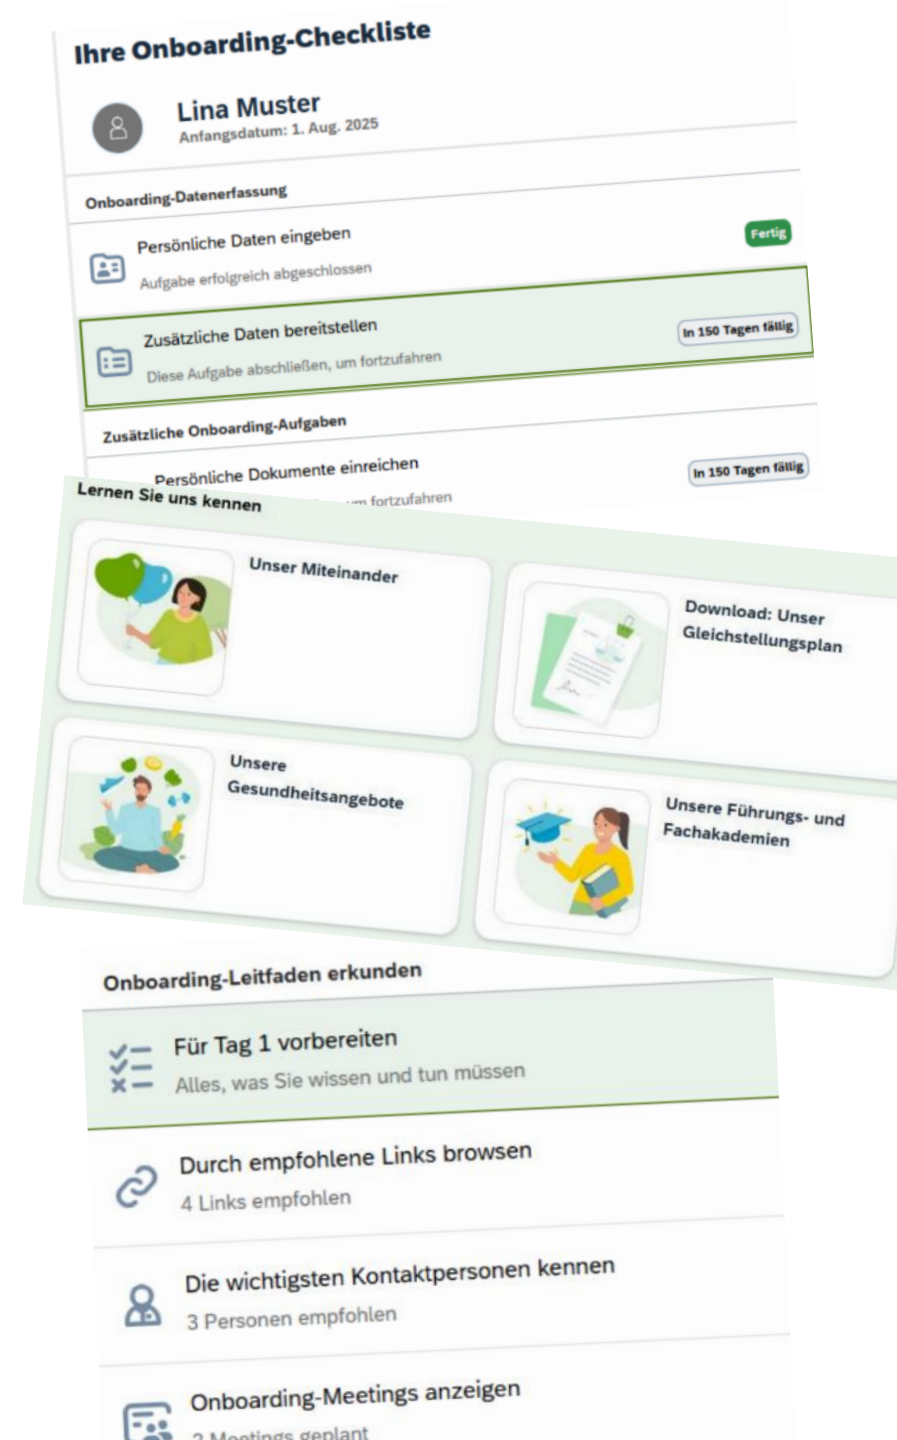 Ihre Onboarding-Checkliste
Lina Muster
Anfangsdatum: 1. Aug. 2025
Onboarding-Datenerfassung
Persönliche Daten eingeben
Fertig
Aufgabe erfolgreich abgeschlossen
Zusätzliche Daten bereitstellen
In 150 Tagen fällig
Diese Aufgabe abschließen, um fortzufahren
Zusätzliche Onboarding-Aufgaben
Persönliche Dokumente einreichen
In 150 Tagen fällig
um fortzufahren
Lernen Sie uns kennen
Unser Miteinander
Download: Unser
Gleichstellungsplan
Unsere
Gesundheitsangebote
Unsere Führungs- und
Fachakademien
Onboarding-Leitfaden erkunden
Für Tag 1 vorbereiten
Alles, was Sie wissen und tun müssen
Durch empfohlene Links browsen
4 Links empfohlen
Die wichtigsten Kontaktpersonen kennen
3 Personen empfohlen
Onboarding-Meetings anzeigen
Meetings geplant